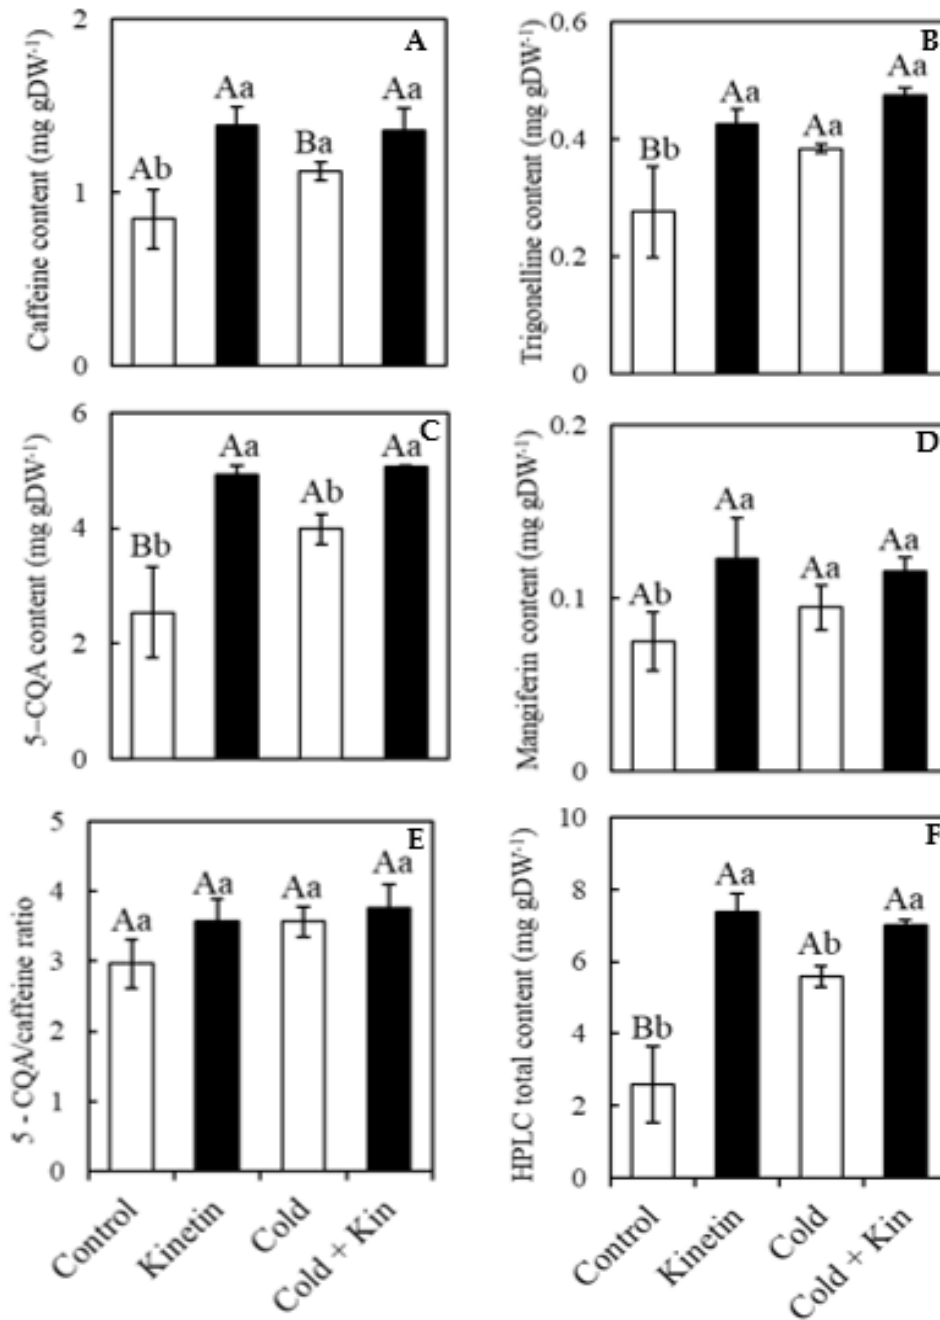 A
Caffeine content (mg gDW-1)
2
1
0
Ab
Aa
Ba
Aa
B
Trigonelline content (mg gDW-1)
0.6
0.4
0.2
0
Bb
Aa
Aa
Aa
C
5–CQA content (mg gDW-1)
6
4
2
0
Bb
Aa
Ab
Aa
D
Mangiferin content (mg gDW-1)
0.2
0.1
0
Ab
Aa
Aa
Aa
E
5 - CQA/caffeine ratio
5
4
3
2
1
0
Aa
Aa
Aa
Aa
Control
Kinetin
Cold
Cold + Kin
F
HPLC total content (mg gDW-1)
10
8
6
4
2
0
Bb
Aa
Ab
Aa
Control
Kinetin
Cold
Cold + Kin